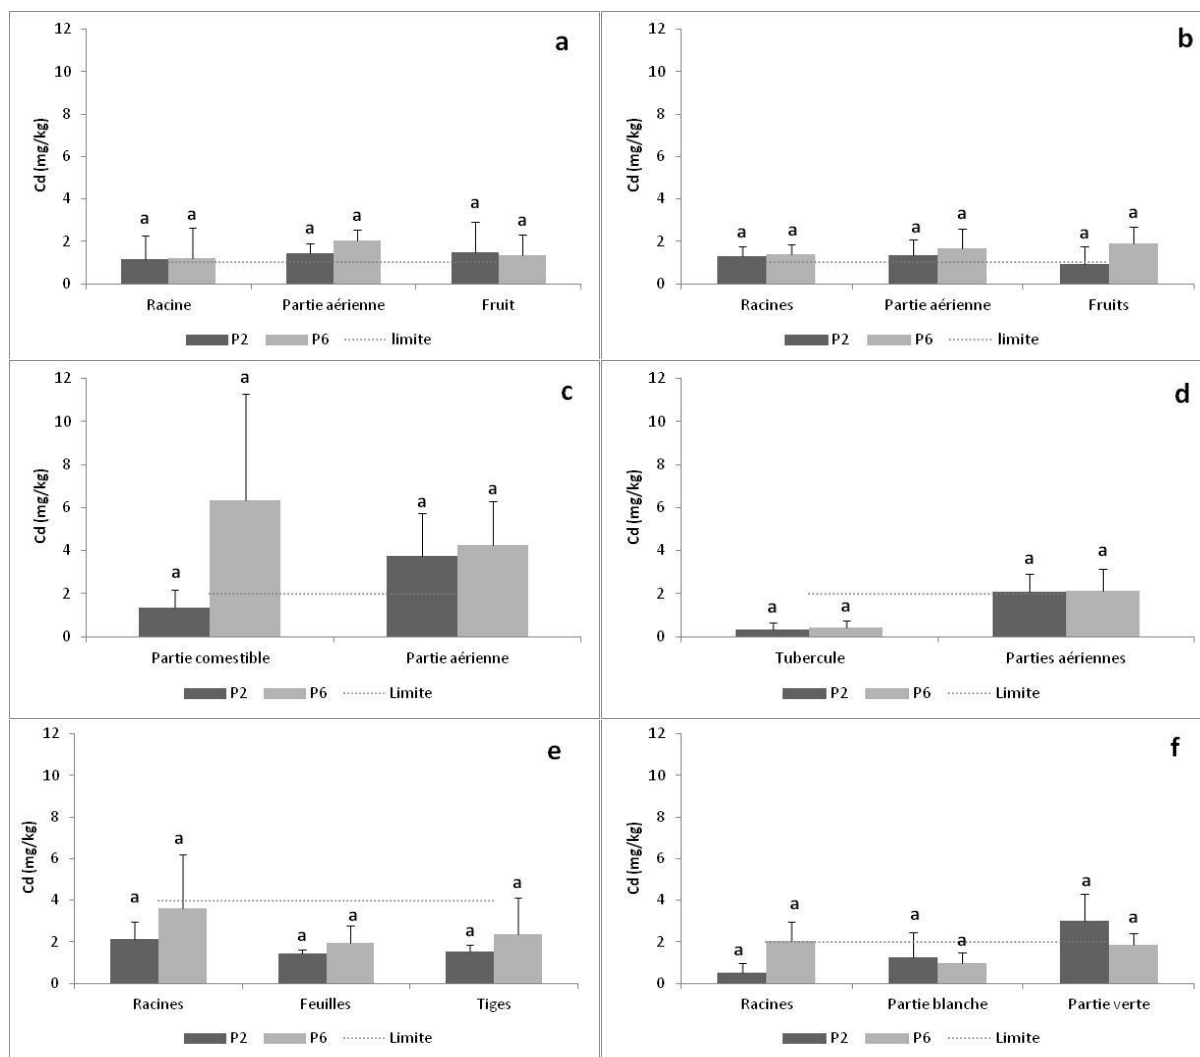 a
12
10
8
6
4
2
0
Cd (mg/kg)
a a a a a a
Racine Partie aérienne Fruit
P2 P6 limite
b
12
10
8
6
4
2
0
Cd (mg/kg)
a a a a a a
Racines Partie aérienne Fruits
P2 P6 limite
c
12
10
8
6
4
2
0
Cd (mg/kg)
a a a a
Partie comestible Partie aérienne
P2 P6 Limite
d
12
10
8
6
4
2
0
Cd (mg/kg)
a a a a
Tubercule Parties aériennes
P2 P6 Limite
e
12
10
8
6
4
2
0
Cd (mg/kg)
a a a a a a
Racines Feuilles Tiges
P2 P6 Limite
f
12
10
8
6
4
2
0
Cd (mg/kg)
a a a a a a
Racines Partie blanche Partie verte
P2 P6 Limite